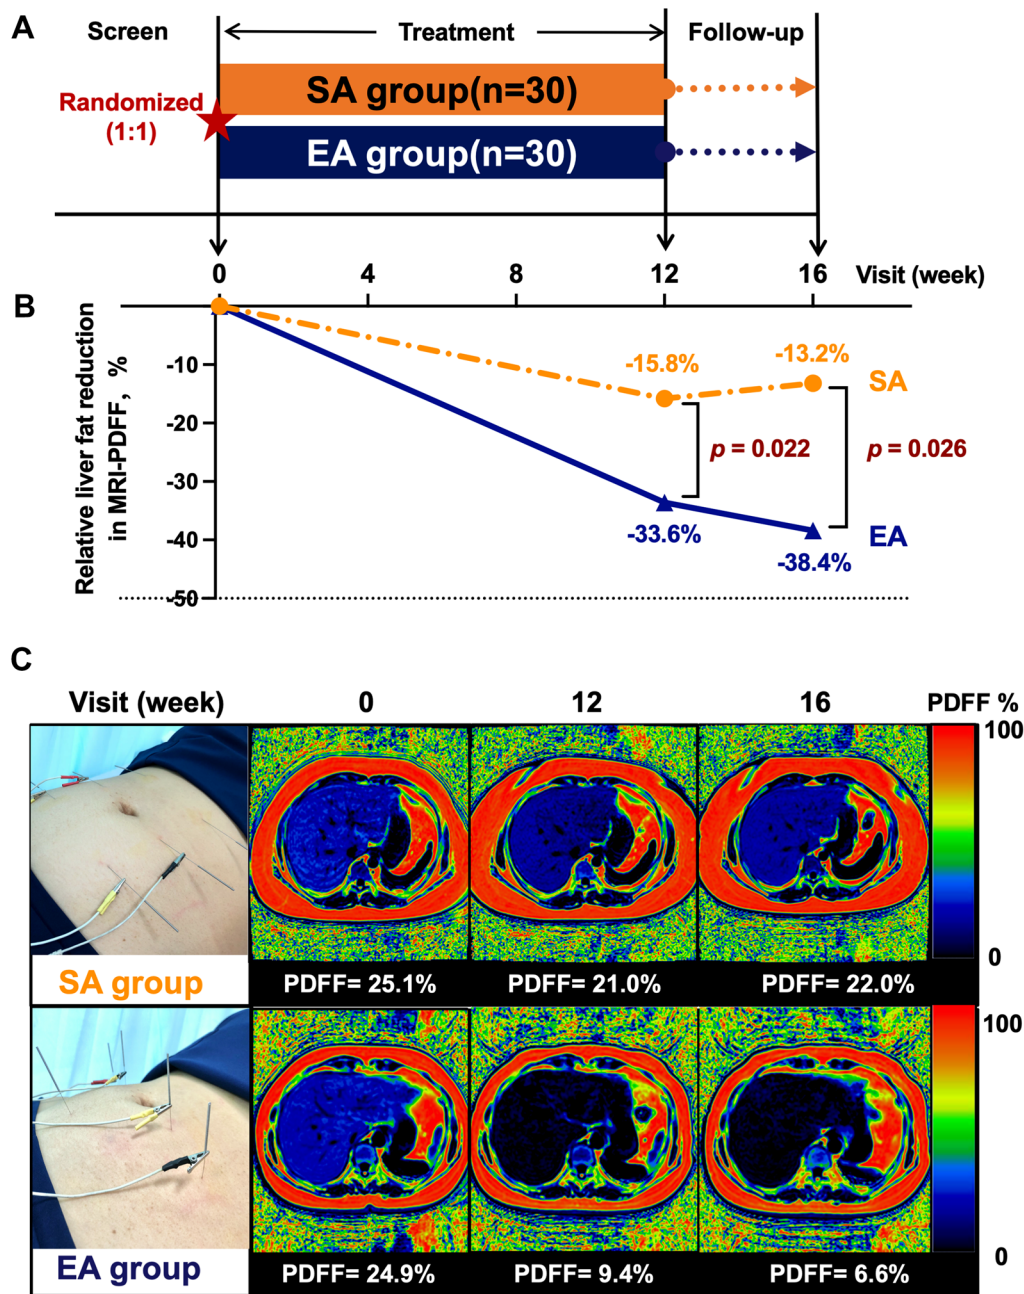 A
Screen
Treatment
Follow-up
Randomized
(1:1)
SA group(n=30)
EA group(n=30)
0
4
8
12
16
Visit (week)
B
Relative liver fat reduction
in MRI-PDFF, %
-10
-20
-30
-40
-50
-15.8%
-13.2%
SA
p = 0.022
p = 0.026
-33.6%
-38.4%
EA
C
Visit (week)
0
12
16
PDFF %
100
0
SA group
PDFF= 25.1%
PDFF= 21.0%
PDFF= 22.0%
100
0
EA group
PDFF= 24.9%
PDFF= 9.4%
PDFF= 6.6%